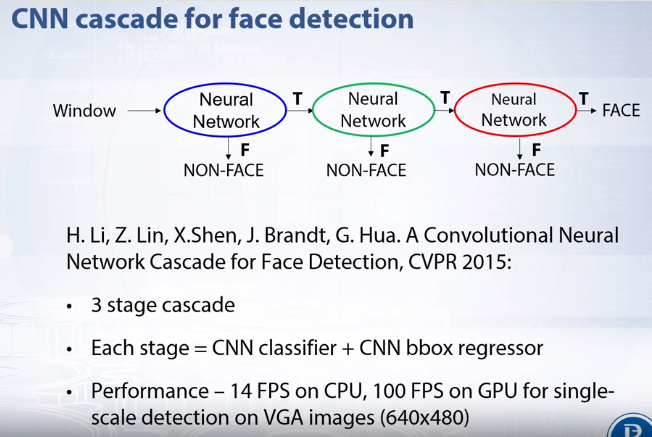 CNN cascade for face detection
Window
Neural
Network
T
Neural
Network
T
Neural
Network
T
FACE
F
F
F
NON-FACE
NON-FACE
NON-FACE
H. Li, Z. Lin, X.Shen, J. Brandt, G. Hua. A Convolutional Neural
Network Cascade for Face Detection, CVPR 2015:
• 3 stage cascade
• Each stage = CNN classifier + CNN bbox regressor
• Performance – 14 FPS on CPU, 100 FPS on GPU for single-
scale detection on VGA images (640x480)